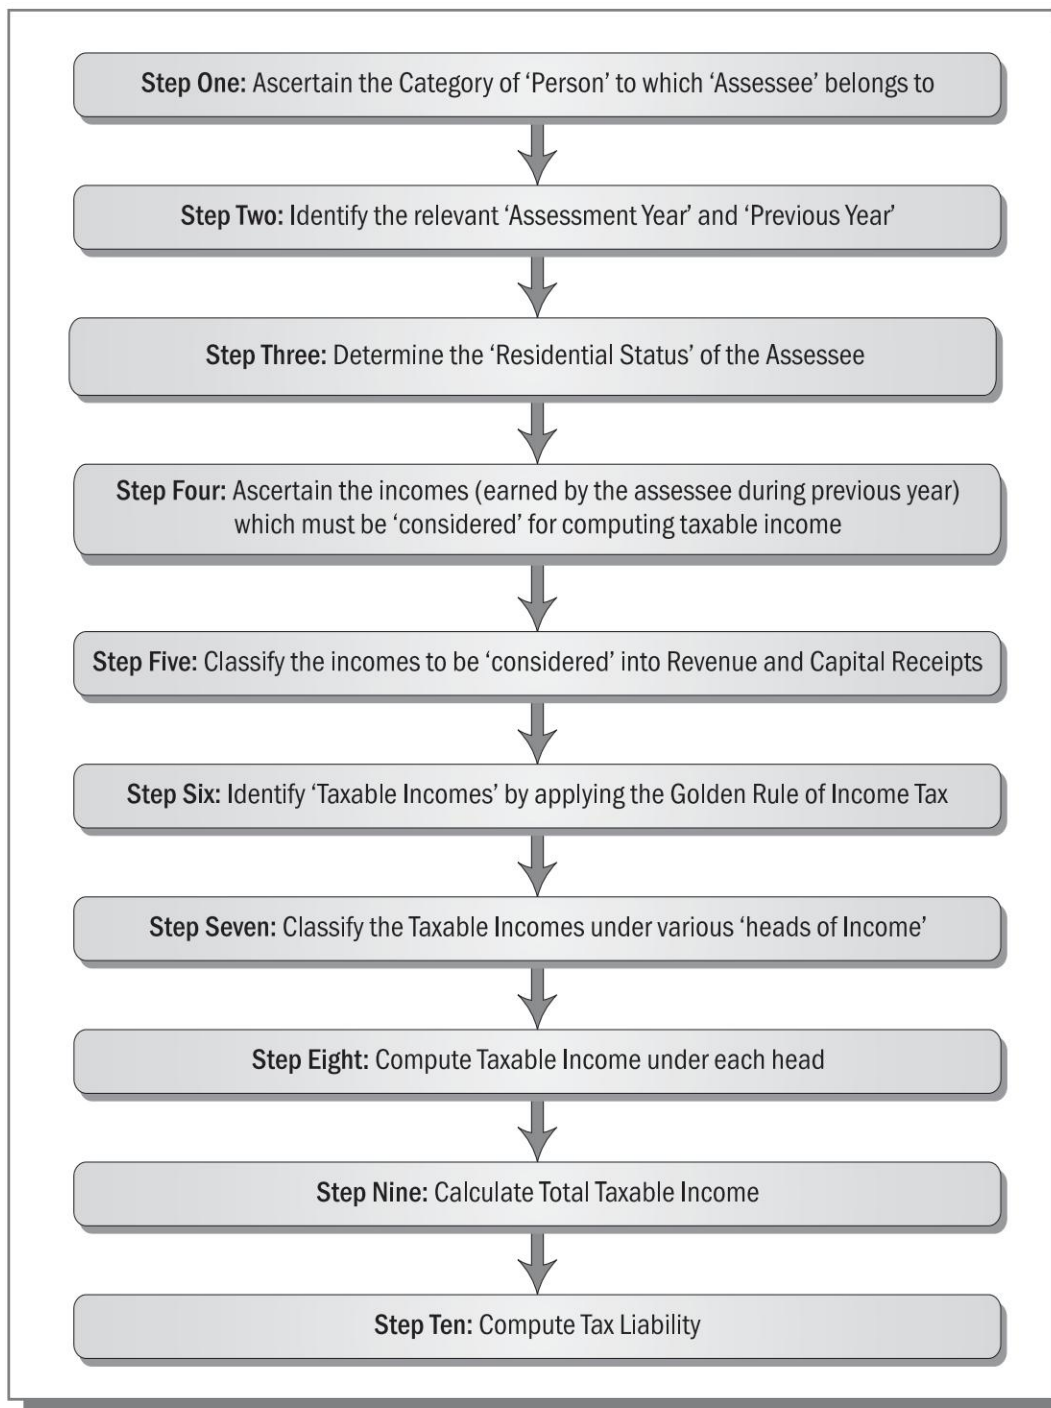 Step One: Ascertain the Category of ‘Person’ to which ‘Assessee’ belongs to
Step Two: Identify the relevant ‘Assessment Year’ and ‘Previous Year’
Step Three: Determine the ‘Residential Status’ of the Assessee
Step Four: Ascertain the incomes (earned by the assessee during previous year)
which must be ‘considered’ for computing taxable income
Step Five: Classify the incomes to be ‘considered’ into Revenue and Capital Receipts
Step Six: Identify ‘Taxable Incomes’ by applying the Golden Rule of Income Tax
Step Seven: Classify the Taxable Incomes under various ‘heads of Income’
Step Eight: Compute Taxable Income under each head
Step Nine: Calculate Total Taxable Income
Step Ten: Compute Tax Liability